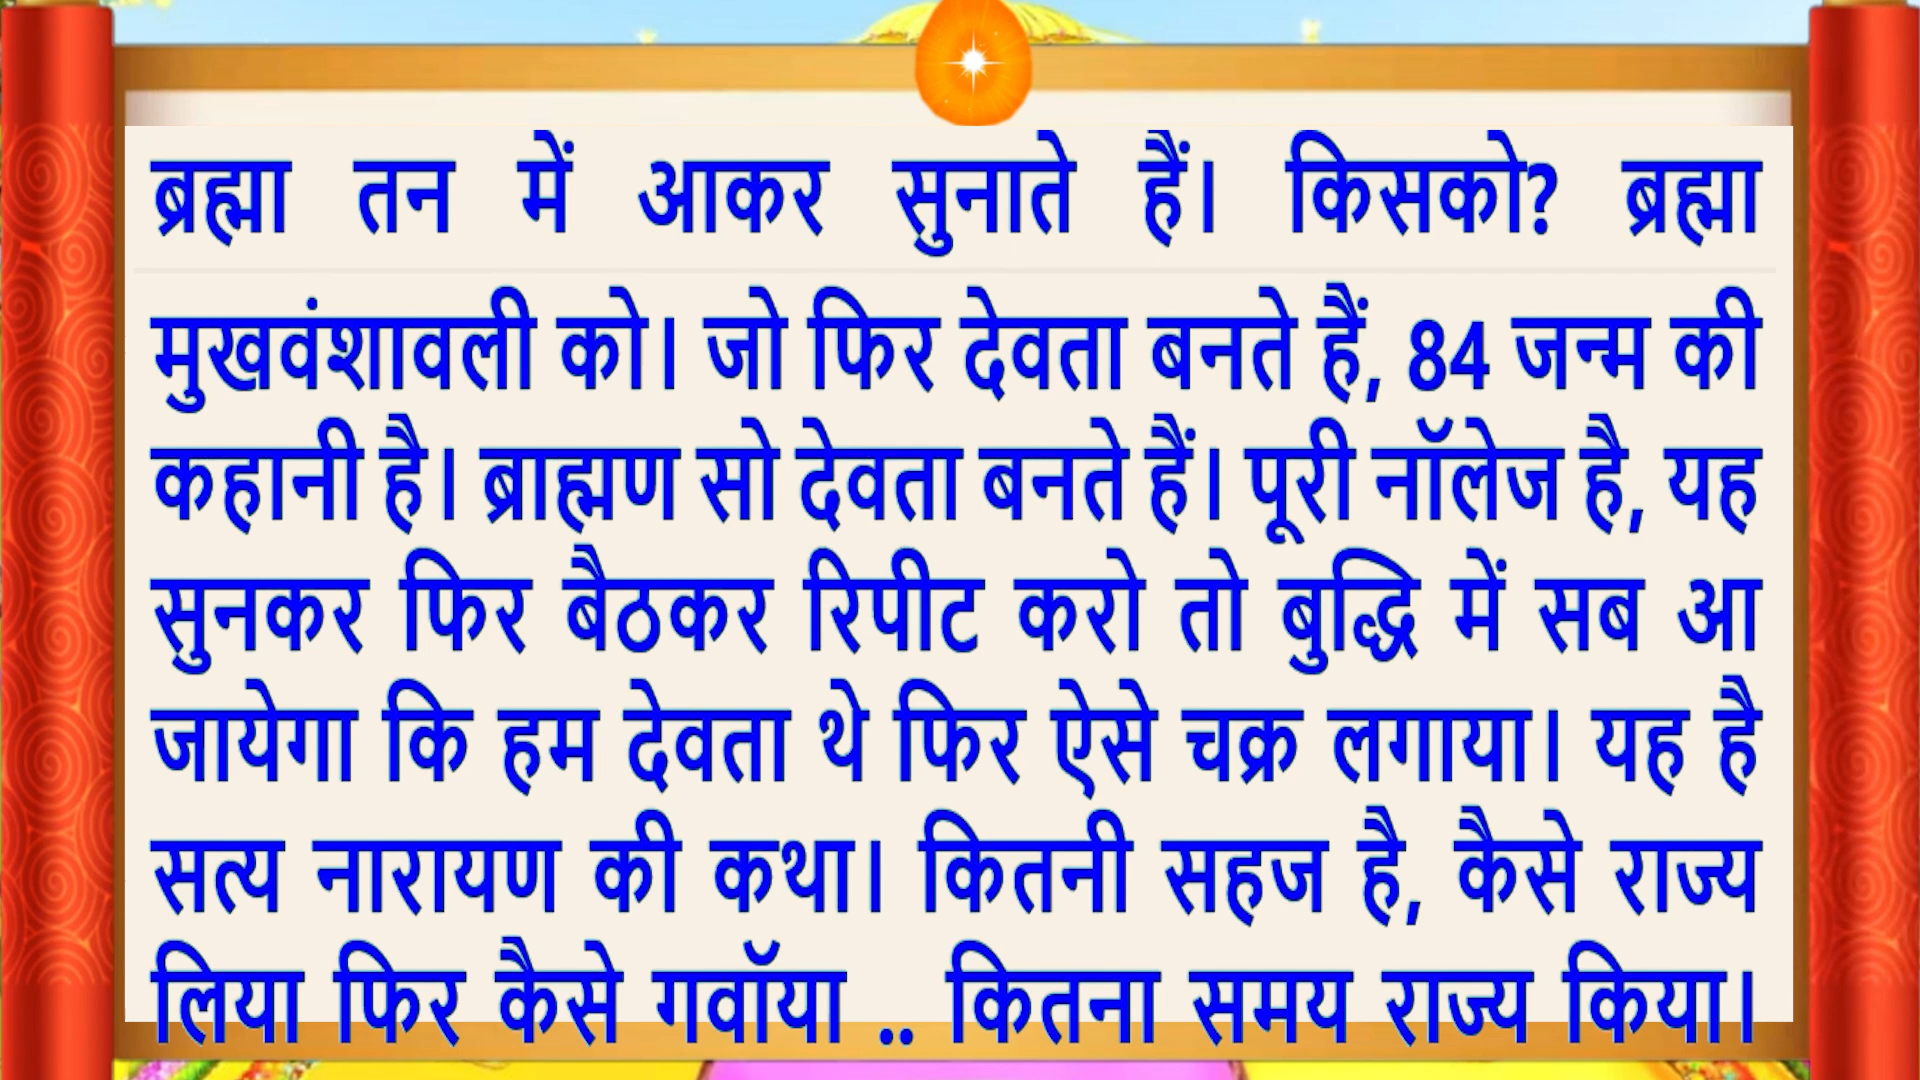 ब्रह्मा तन में आकर सुनाते हैं। किसको? ब्रह्मा
मुखवंशावली को। जो फिर देवता बनते हैं, 84 जन्म की
कहानी है। ब्राह्मण सो देवता बनते हैं। पूरी नॉलेज है, यह
सुनकर फिर बैठकर रिपीट करो तो बुद्धि में सब आ
जायेगा कि हम देवता थे फिर ऐसे चक्र लगाया। यह है
सत्य नारायण की कथा। कितनी सहज है, कैसे राज्य
लिया फिर कैसे गवॉया .. कितना समय राज्य किया।